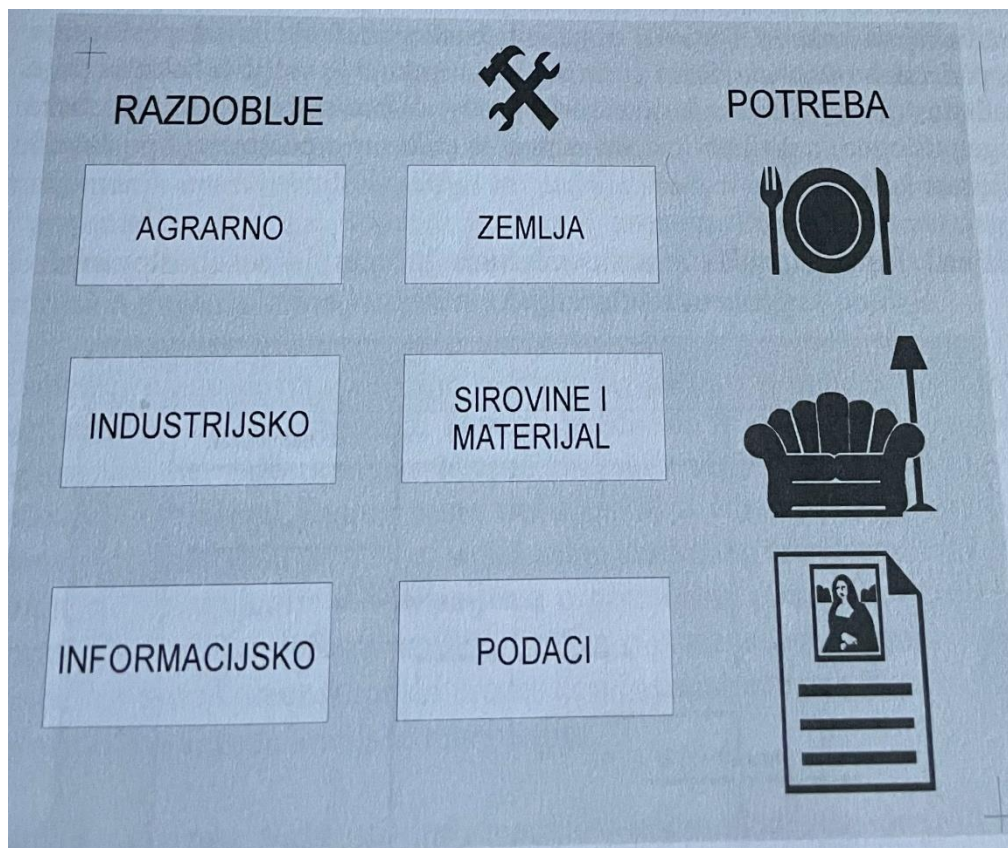 RAZDOBLJE
POTREBA
AGRARNO
ZEMLJA
INDUSTRIJSKO
SIROVINE I
MATERIJAL
INFORMACIJSKO
PODACI